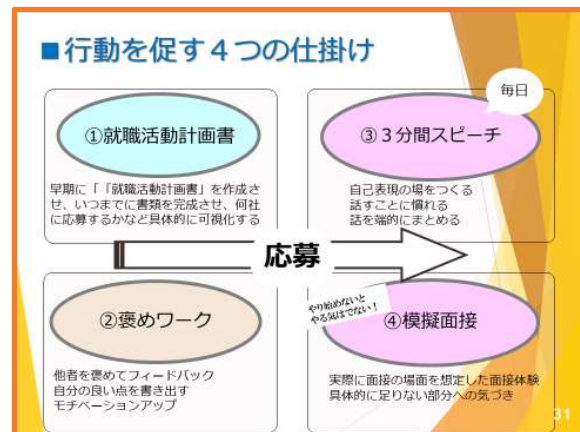 ■行動を促す４つの仕掛け
①就職活動計画書
早期に「「就職活動計画書」を作成さ
せ、いつまでに書類を完成させ、何社
に応募するかなど具体的に可視化する
毎日
③３分間スピーチ
自己表現の場をつくる
話すことに慣れる
話を端的にまとめる
応募
②褒めワーク
他者を褒めてフィードバック
自分の良い点を書き出す
モチベーションアップ
やり始めないと
やる気はでない！
④模擬面接
実際に面接の場面を想定した面接体験
具体的に足りない部分への気づき
31